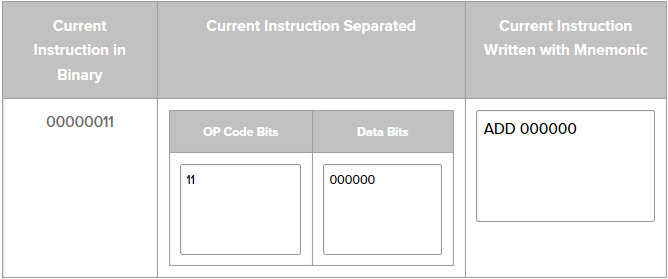 Current
Instruction in
Binary
Current Instruction Separated
Current Instruction
Written with Mnemonic
00000011
OP Code Bits
Data Bits
11
000000
ADD 000000